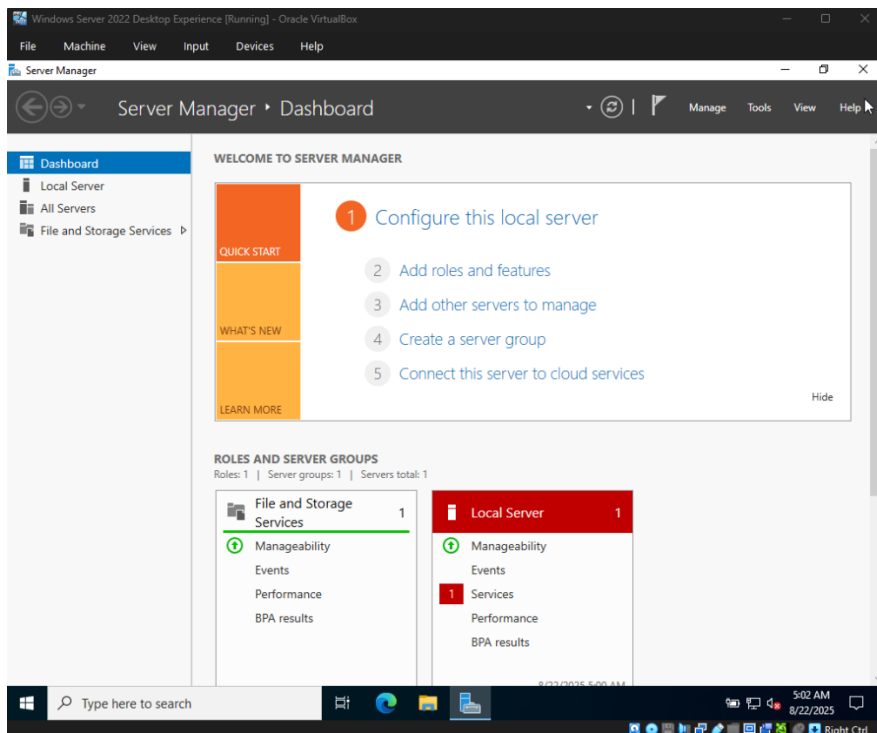 Windows Server 2022 Desktop Experience [Running] - Oracle VirtualBox
File Machine View Input Devices Help
Server Manager
Server Manager ‣ Dashboard
Manage Tools View Help
Dashboard
Local Server
All Servers
File and Storage Services
WELCOME TO SERVER MANAGER
QUICK START
WHAT'S NEW
LEARN MORE
1 Configure this local server
2 Add roles and features
3 Add other servers to manage
4 Create a server group
5 Connect this server to cloud services
Hide
ROLES AND SERVER GROUPS
Roles: 1 | Server groups: 1 | Servers total: 1
File and Storage
Services
1
Manageability
Events
Performance
BPA results
Local Server 1
Manageability
Events
1 Services
Performance
BPA results
8/22/2025 5:00 AM
Type here to search
5:02 AM
8/22/2025
Right Ctrl